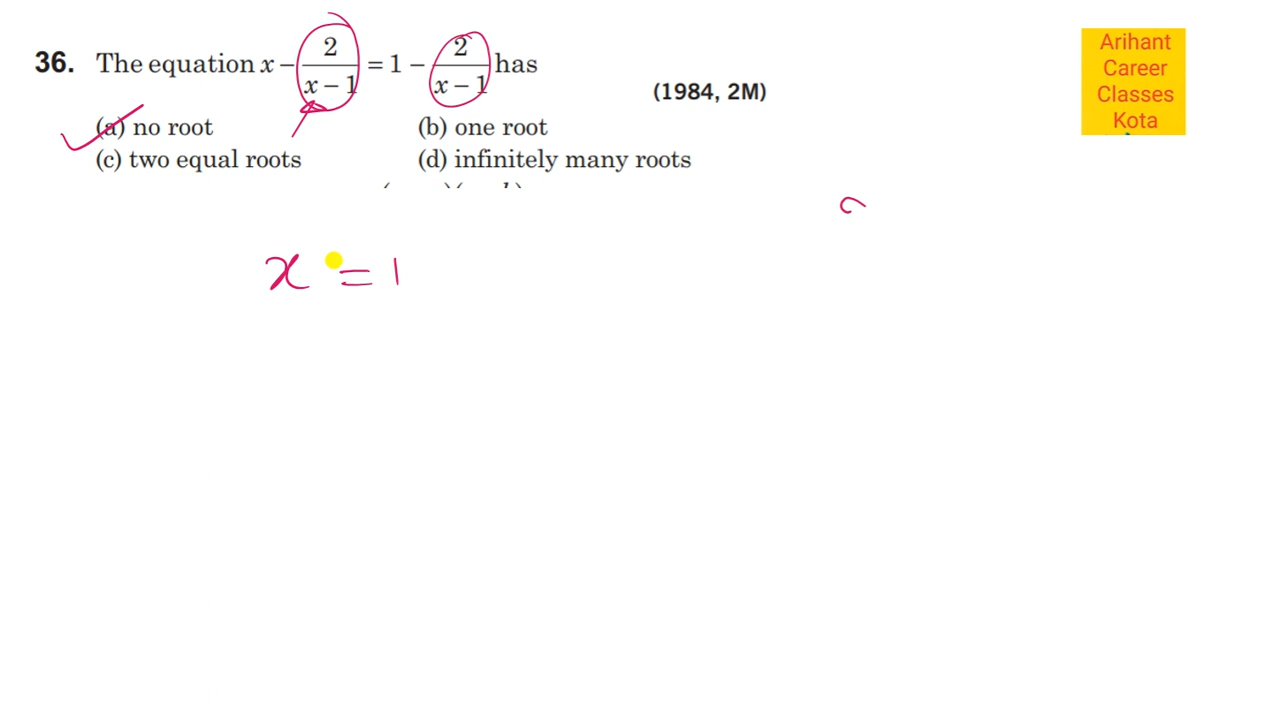 36. The equation x − 2/(x − 1) = 1 − 2/(x − 1) has
(1984, 2M)
(a) no root (b) one root
(c) two equal roots (d) infinitely many roots
x = 1
Arihant
Career
Classes
Kota